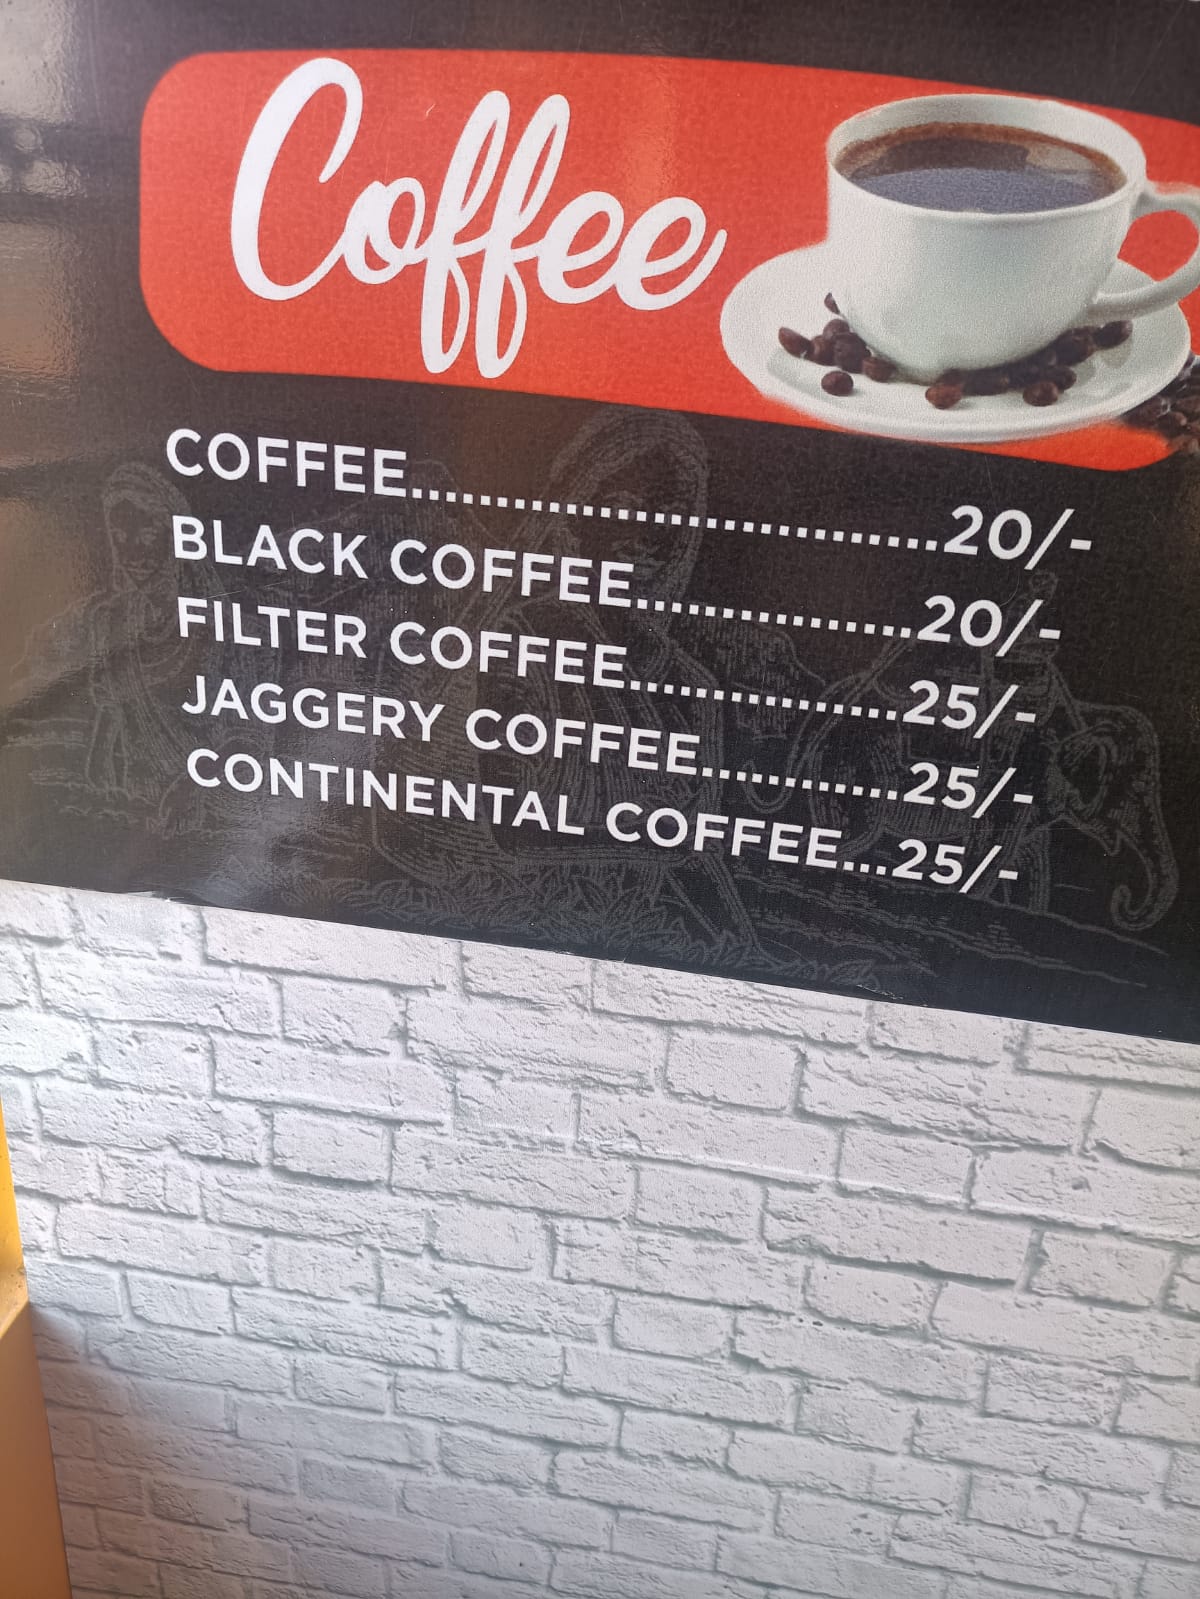 Coffee
COFFEE...............................20/-
BLACK COFFEE.................20/-
FILTER COFFEE................25/-
JAGGERY COFFEE............25/-
CONTINENTAL COFFEE...25/-